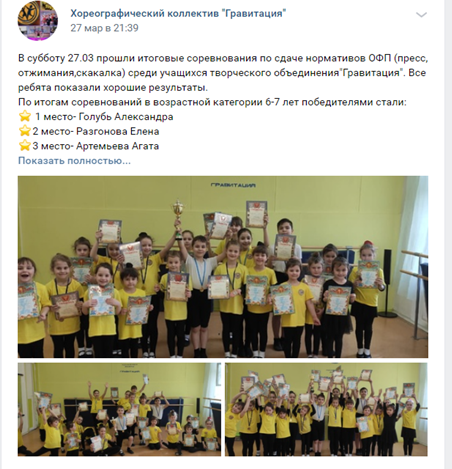 Хореографический коллектив "Гравитация"
27 мар в 21:39
В субботу 27.03 прошли итоговые соревнования по сдаче нормативов ОФП (пресс,
отжимания,скакалка) среди учащихся творческого объединения"Гравитация". Все
ребята показали хорошие результаты.
По итогам соревнований в возрастной категории 6-7 лет победителями стали:
1 место- Голубь Александра
2 место- Разгонова Елена
3 место- Артемьева Агата
Показать полностью...
ГРАВИТАЦИЯ